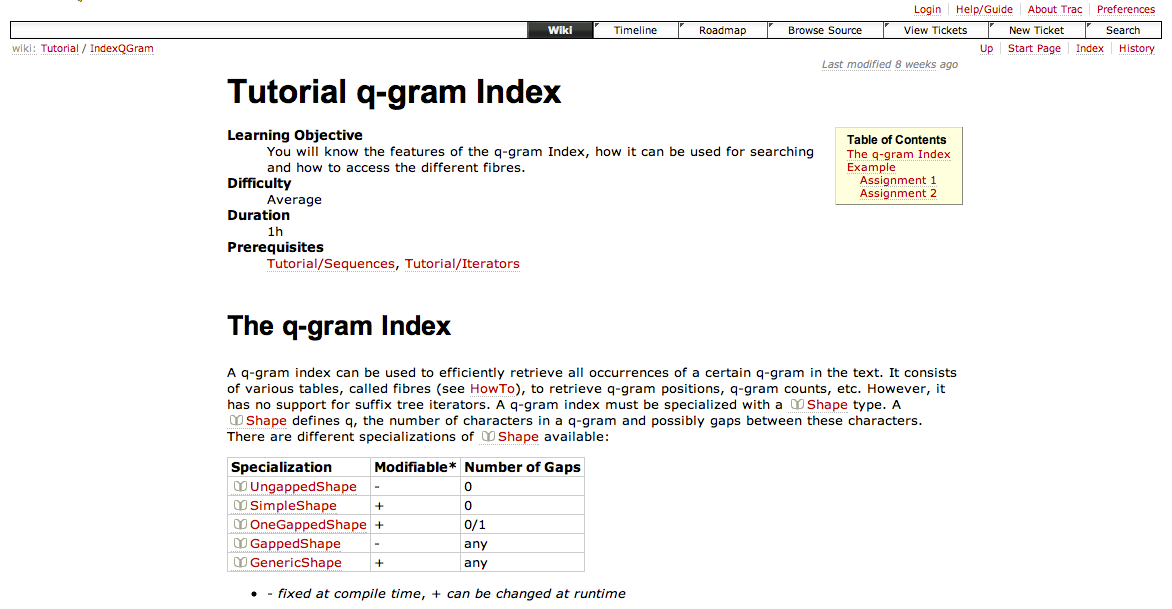 Login Help/Guide About Trac Preferences
Wiki Timeline Roadmap Browse Source View Tickets New Ticket Search
wiki: Tutorial / IndexQGram Up Start Page Index History
Last modified 8 weeks ago
Tutorial q-gram Index
Learning Objective
You will know the features of the q-gram Index, how it can be used for searching
and how to access the different fibres.
Difficulty
Average
Duration
1h
Prerequisites
Tutorial/Sequences, Tutorial/Iterators
Table of Contents
The q-gram Index
Example
Assignment 1
Assignment 2
The q-gram Index
A q-gram index can be used to efficiently retrieve all occurrences of a certain q-gram in the text. It consists
of various tables, called fibres (see HowTo), to retrieve q-gram positions, q-gram counts, etc. However, it
has no support for suffix tree iterators. A q-gram index must be specialized with a Shape type. A
Shape defines q, the number of characters in a q-gram and possibly gaps between these characters.
There are different specializations of Shape available:
Specialization Modifiable* Number of Gaps
UngappedShape - 0
SimpleShape + 0
OneGappedShape + 0/1
GappedShape - any
GenericShape + any
• - fixed at compile time, + can be changed at runtime